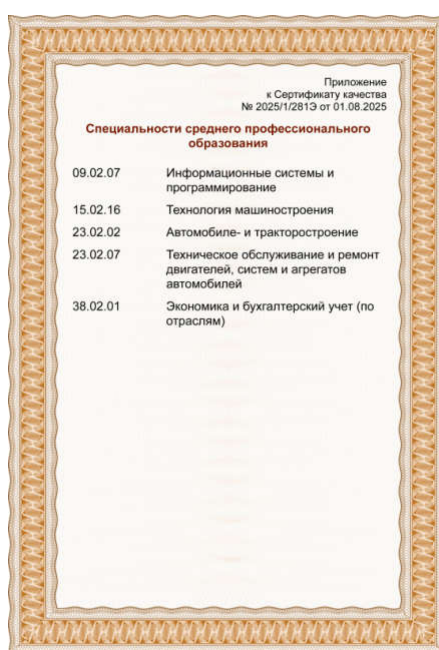 Приложение
к Сертификату качества
№ 2025/1/281Э от 01.08.2025
Специальности среднего профессионального
образования
09.02.07 Информационные системы и
программирование
15.02.16 Технология машиностроения
23.02.02 Автомобиле- и тракторостроение
23.02.07 Техническое обслуживание и ремонт
двигателей, систем и агрегатов
автомобилей
38.02.01 Экономика и бухгалтерский учет (по
отраслям)